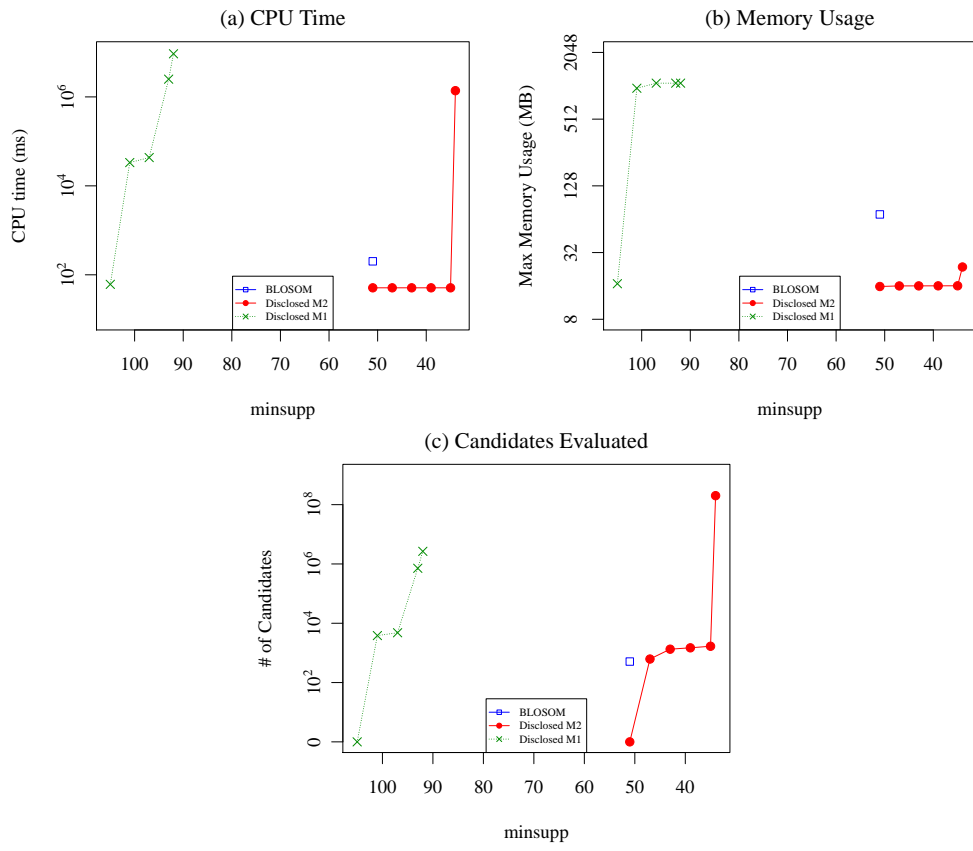 (a) CPU Time
CPU time (ms)
10^6
10^4
10^2
BLOSOM
Disclosed M2
Disclosed M1
100 90 80 70 60 50 40
minsupp
(b) Memory Usage
Max Memory Usage (MB)
2048
512
128
32
8
BLOSOM
Disclosed M2
Disclosed M1
100 90 80 70 60 50 40
minsupp
(c) Candidates Evaluated
# of Candidates
10^8
10^6
10^4
10^2
0
BLOSOM
Disclosed M2
Disclosed M1
100 90 80 70 60 50 40
minsupp